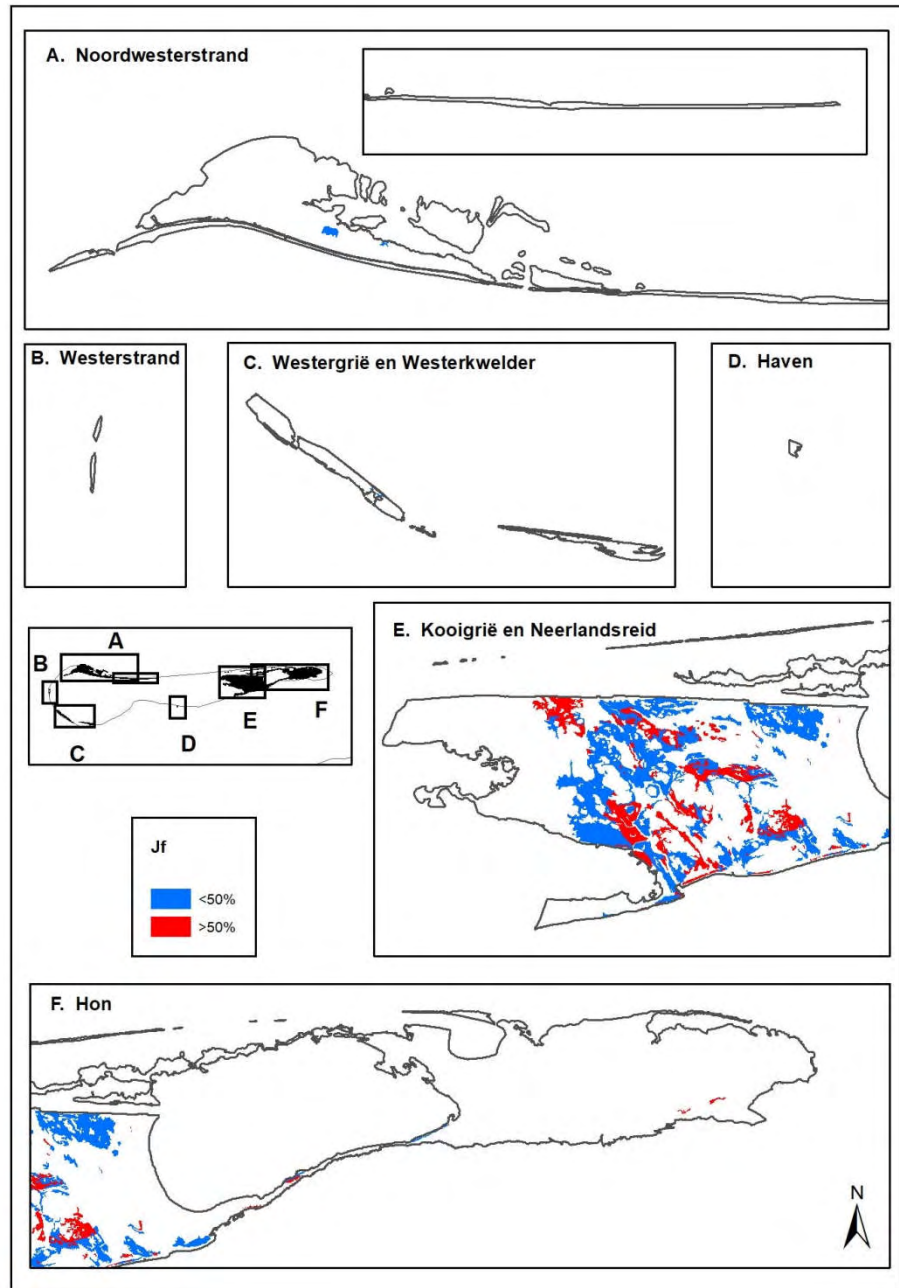 A. Noordwesterstrand
B. Westerstrand
C. Westergrië en Westerkwelder
D. Haven
A
B
C
D
E
F
E. Kooigrië en Neerlandsreid
Jf
<50%
>50%
F. Hon
N